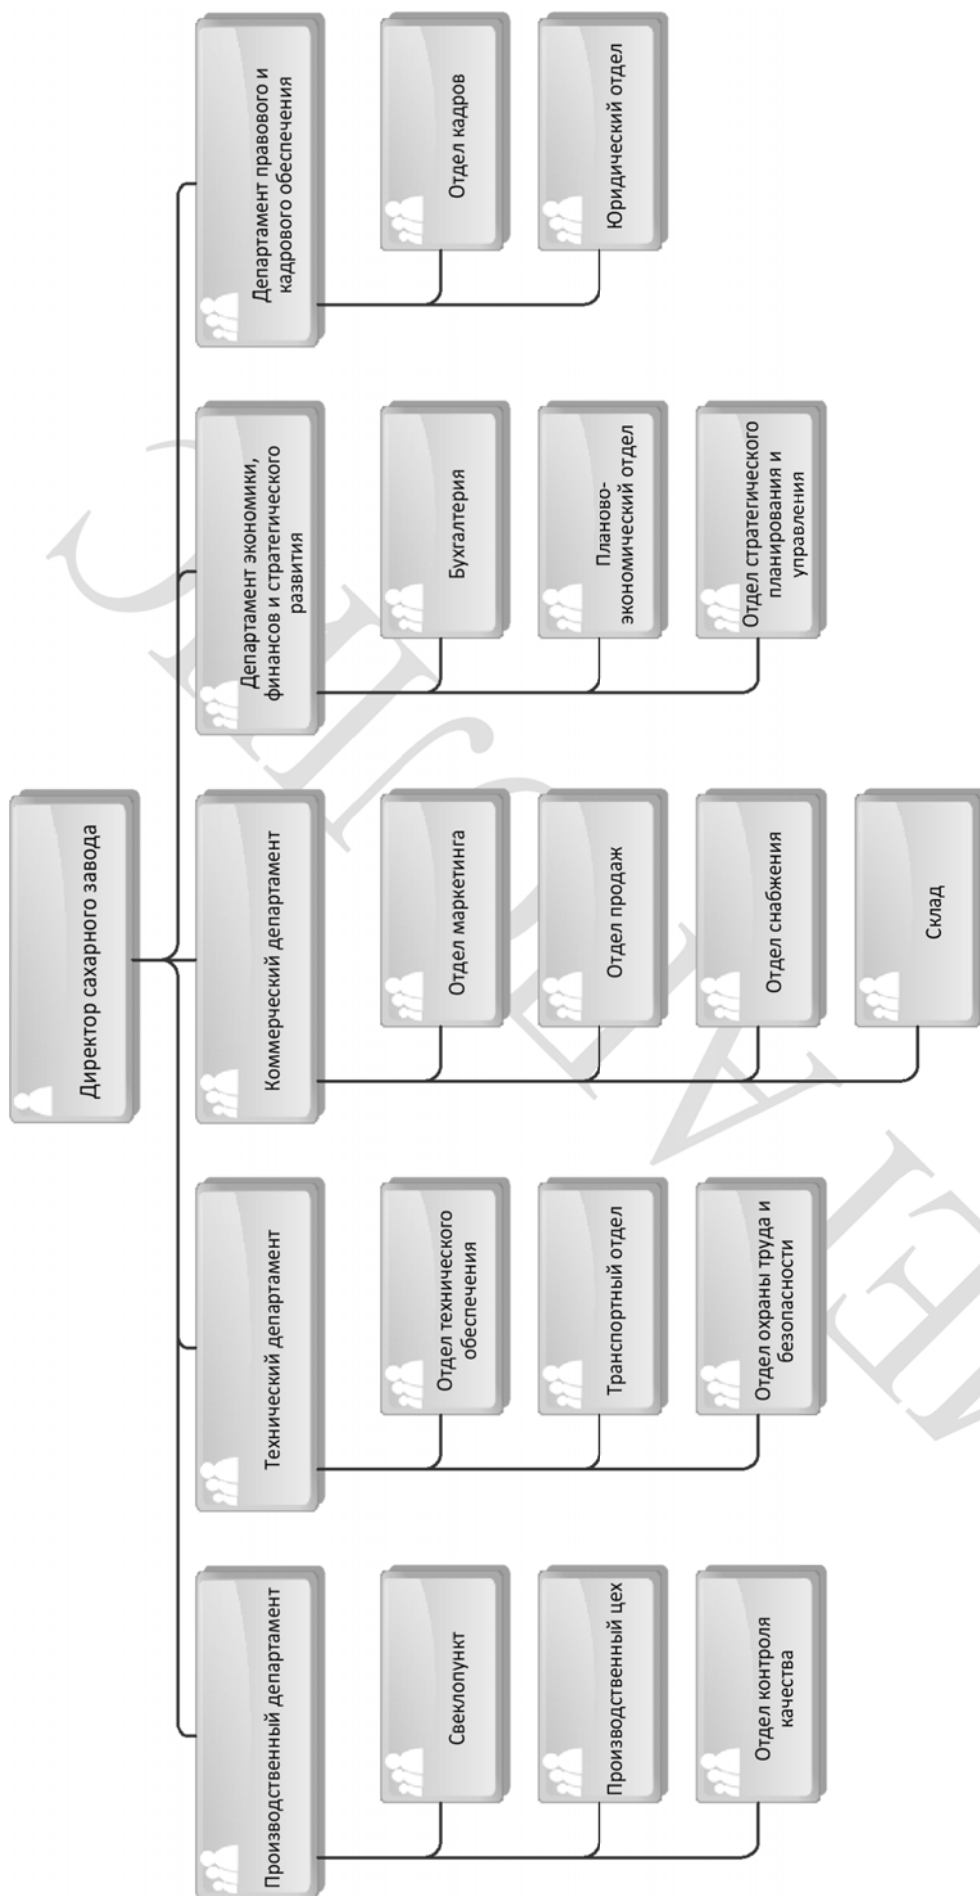 Директор сахарного завода
Производственный департамент
Свеклопункт
Производственный цех
Отдел контроля
качества
Технический департамент
Отдел технического
обеспечения
Транспортный отдел
Отдел охраны труда и
безопасности
Коммерческий департамент
Отдел маркетинга
Отдел продаж
Отдел снабжения
Склад
Департамент экономики,
финансов и стратегического
развития
Бухгалтерия
Планово-
экономический отдел
Отдел стратегического
планирования и
управления
Департамент правового и
кадрового обеспечения
Отдел кадров
Юридический отдел